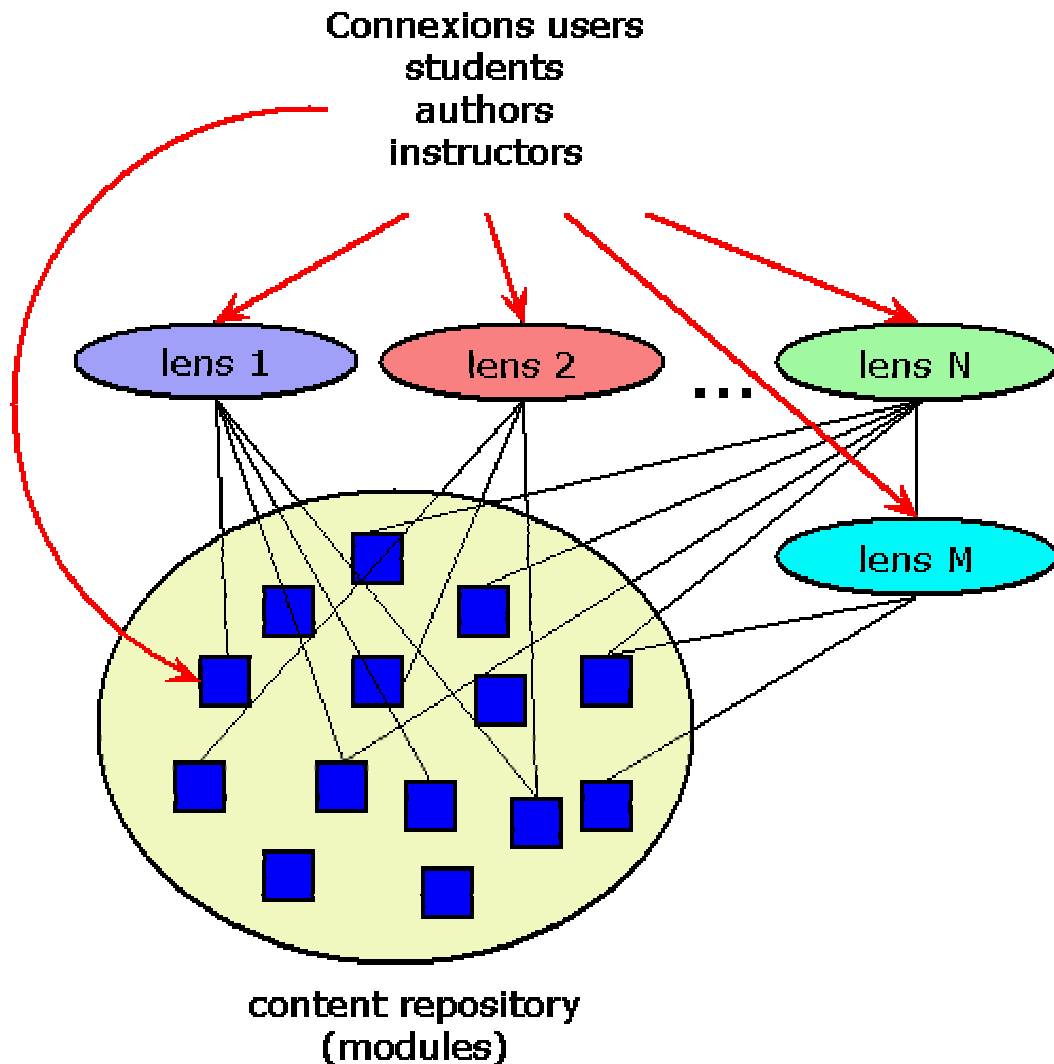 Connexions users
students
authors
instructors
lens 1
lens 2
...
lens N
lens M
content repository
(modules)